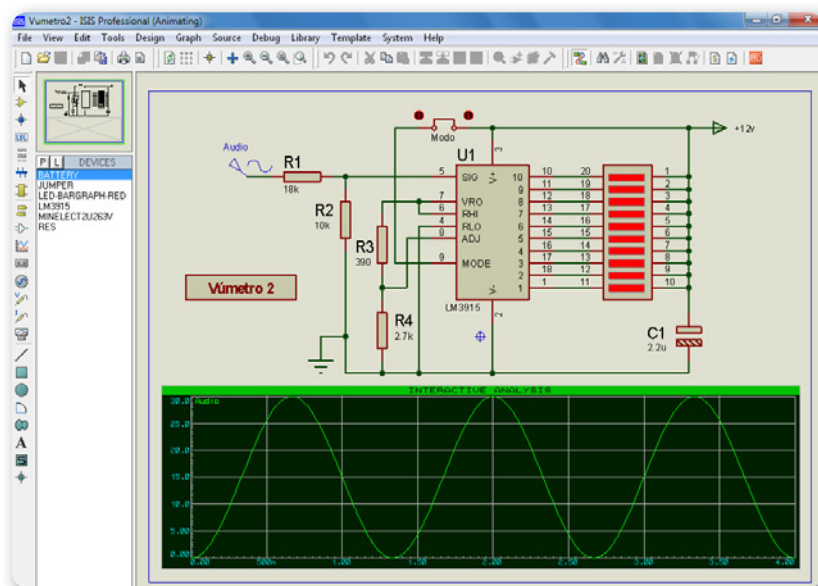 Vumetro2 - ISIS Professional (Animating)
File View Edit Tools Design Graph Source Debug Library Template System Help
P L DEVICES
BATTERY
JUMPER
LED-BARGRAPH-RED
LM3915
MINELECT2U263V
RES
Modo
+12v
Audio
R1
18k
U1
R2
10k
R3
390
R4
2.7k
5 SIG
7 VRO
6 RHI
4 RLO
8 ADJ
9 MODE
3
V+
V-
2
LM3915
10 10 20 1
9 11 19 2
8 12 18 3
7 13 17 4
6 14 16 5
5 15 15 6
4 16 14 7
3 17 13 8
2 18 12 9
1 1 11 10
C1
2.2u
Vúmetro 2
INTERACTIVE ANALYSIS
Audio
30.0
25.0
20.0
15.0
10.0
5.00
0.00
0.00 500m 1.00 1.50 2.00 2.50 3.00 3.50 4.00